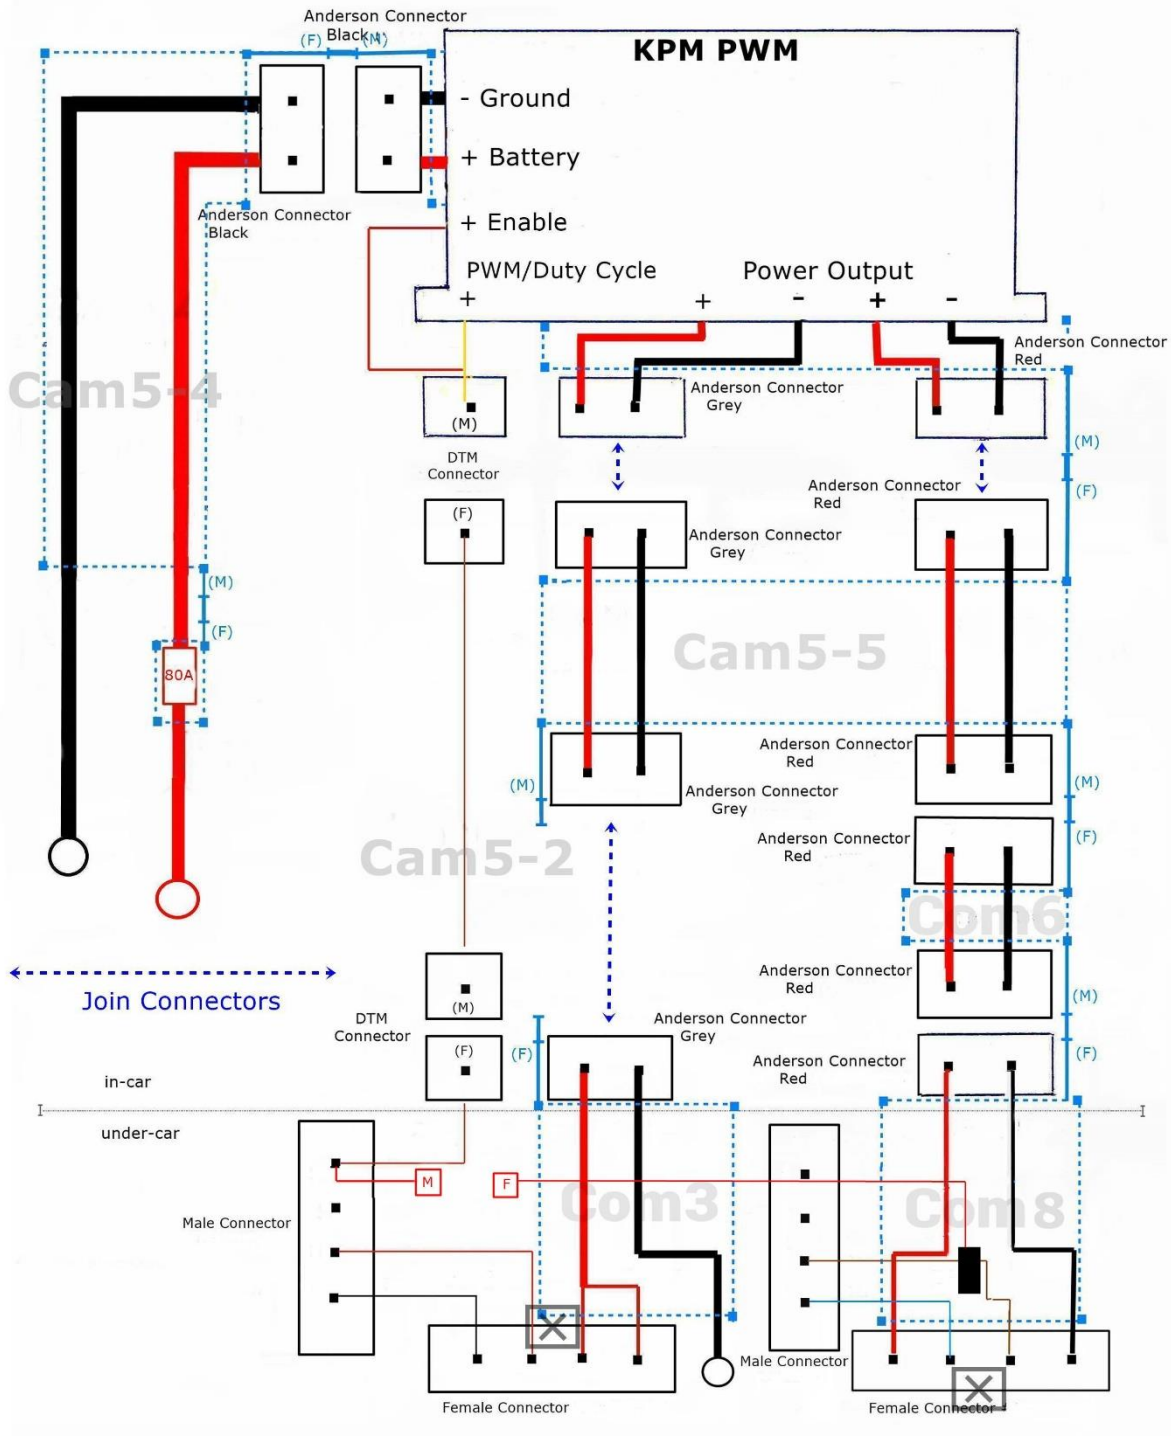 Anderson Connector
Black
(F)
(M)
KPM PWM
- Ground
+ Battery
Anderson Connector
Black
+ Enable
PWM/Duty Cycle
Power Output
+
+
-
+
-
Anderson Connector
Red
Cam5-4
Anderson Connector
Grey
(M)
(M)
DTM
Connector
Anderson Connector
Red
(F)
(F)
Anderson Connector
Grey
(M)
(F)
Cam5-5
80A
Anderson Connector
Red
(M)
(M)
Anderson Connector
Grey
Anderson Connector
Red
(F)
Cam5-2
Com6
Join Connectors
Anderson Connector
Red
(M)
(M)
DTM
Connector
Anderson Connector
Grey
(F)
(F)
Anderson Connector
Red
(F)
in-car
under-car
M
F
Com3
Com8
Male Connector
Male Connector
Female Connector
Female Connector